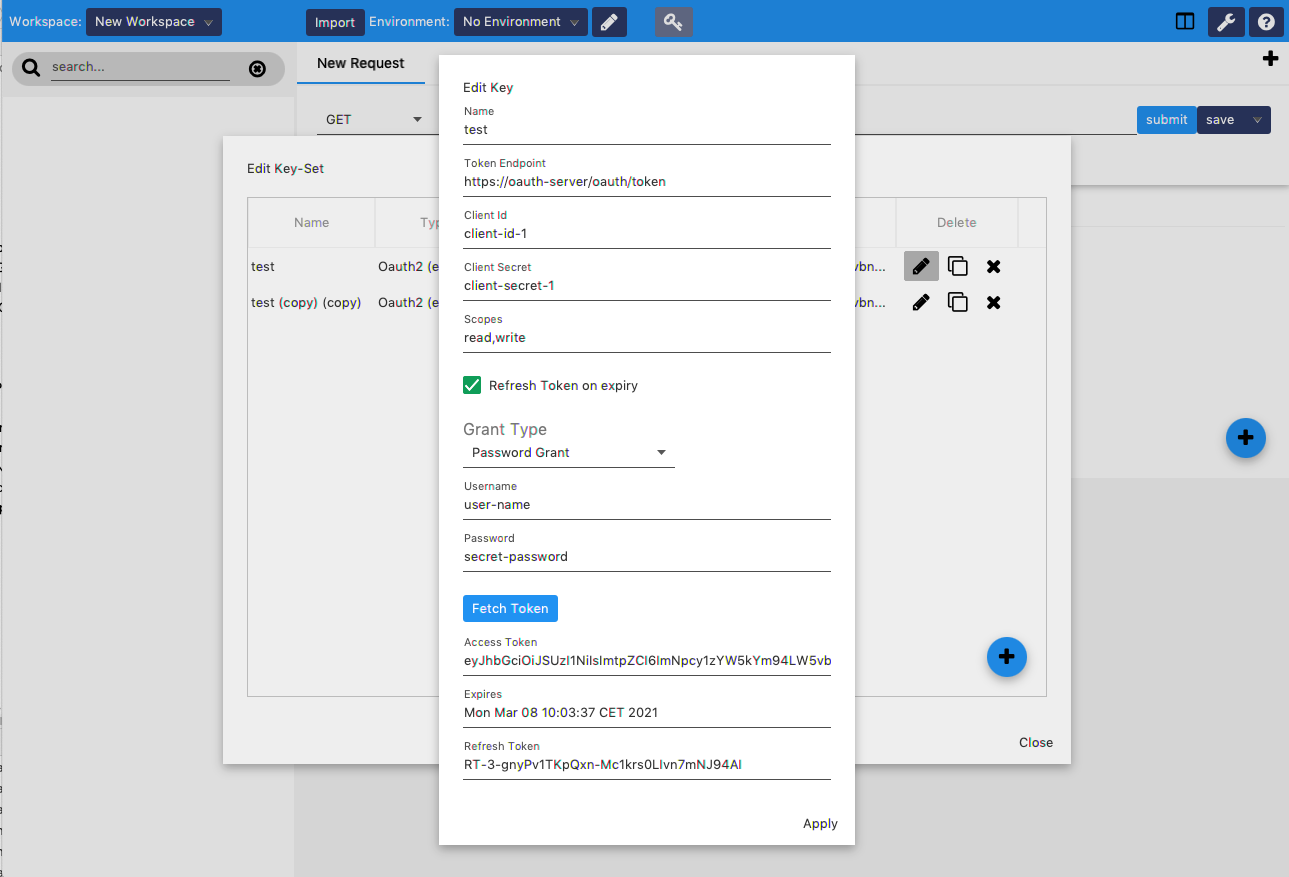 Workspace: New Workspace Import Environment: No Environment
search...
New Request
GET
submit save
Edit Key-Set
Name Delete
test Oauth2 vbn...
test (copy) (copy) Oauth2 vbn...
Close
Edit Key
Name
test
Token Endpoint
https://oauth-server/oauth/token
Client Id
client-id-1
Client Secret
client-secret-1
Scopes
read,write
Refresh Token on expiry
Grant Type
Password Grant
Username
user-name
Password
secret-password
Fetch Token
Access Token
eyJhbGciOiJSUzI1NiIsImtpZCI6ImNpcy1zYW5kYm94LW5vb
Expires
Mon Mar 08 10:03:37 CET 2021
Refresh Token
RT-3-gnyPv1TKpQxn-Mc1krs0LIvn7mNJ94AI
Apply